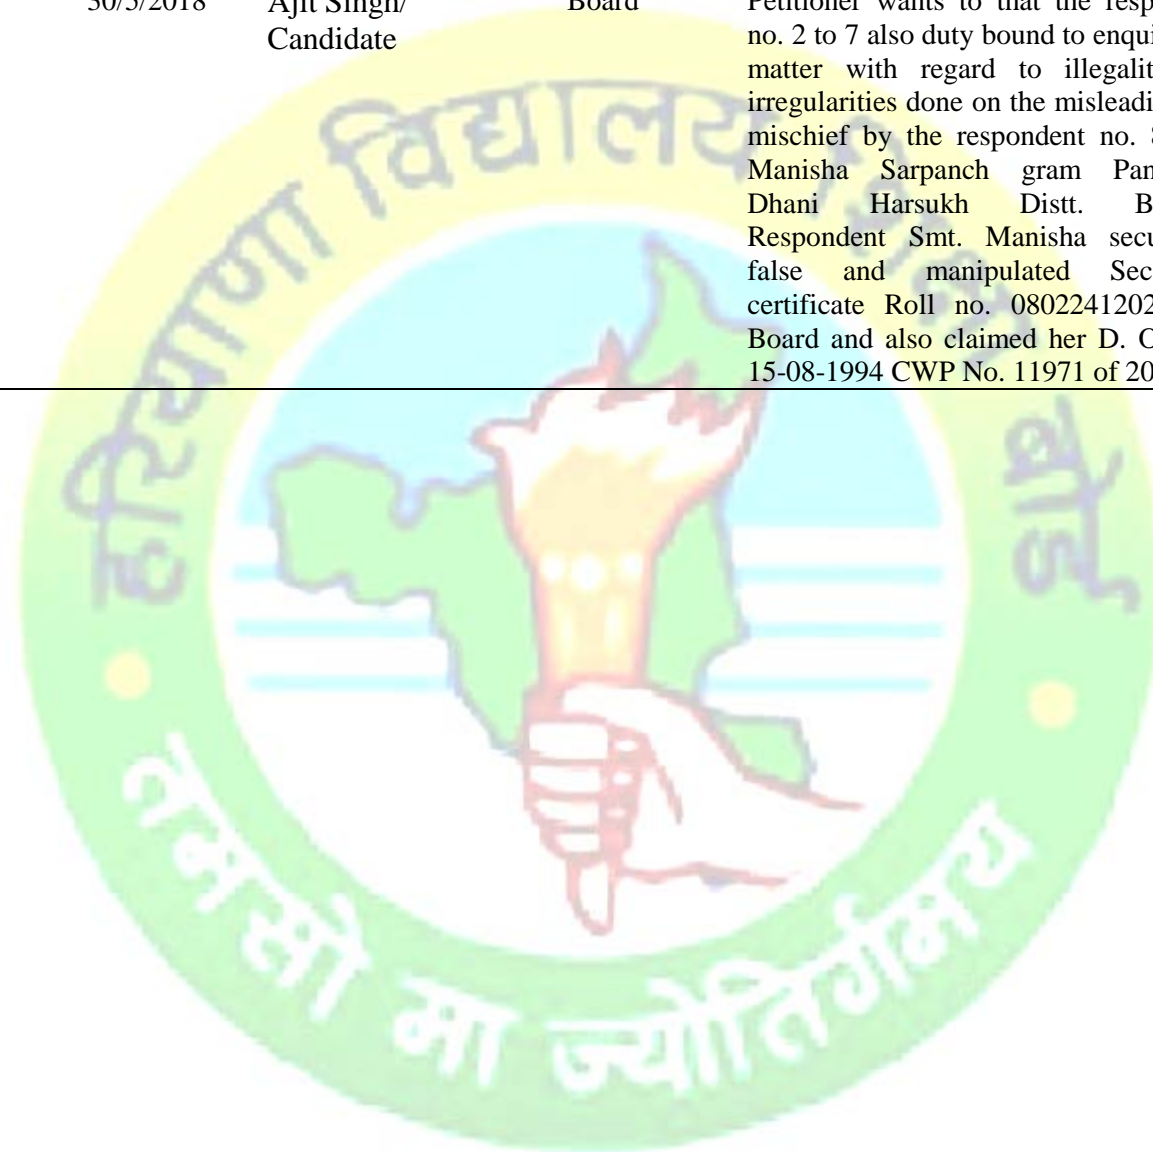 30/5/2018 Ajit Singh/ Board Petitioner wants to that the resp
Candidate no. 2 to 7 also duty bound to enqui
matter with regard to illegalit
irregularities done on the misleadi
mischief by the respondent no.
Manisha Sarpanch gram Pan
Dhani Harsukh Distt. B
Respondent Smt. Manisha secu
false and manipulated Sec
certificate Roll no. 0802241202
Board and also claimed her D. O
15-08-1994 CWP No. 11971 of 20
हरियाणा विद्यालय शिक्षा बोर्ड
तमसो मा ज्योतिर्गमय